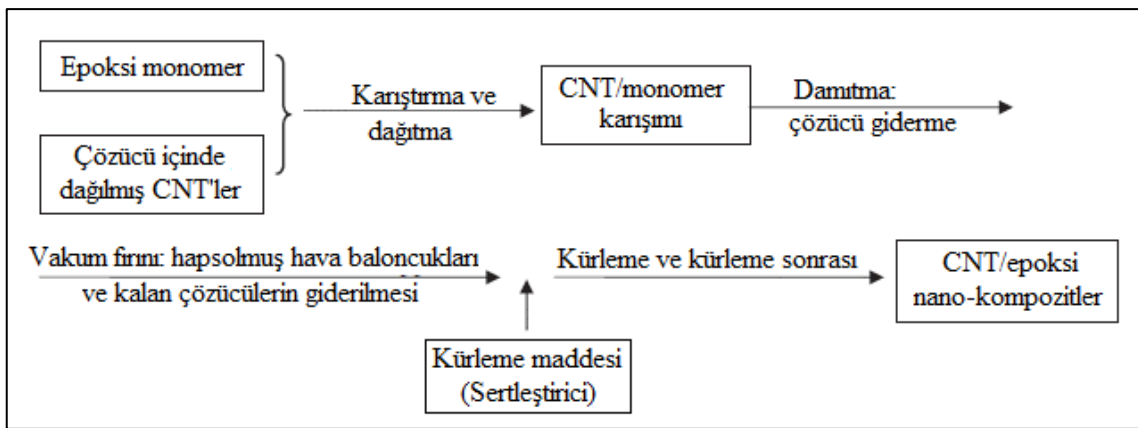 Epoksi monomer
Çözücü içinde
dağılmış CNT'ler
Karıştırma ve
dağıtma
CNT/monomer
karışımı
Damıtma:
çözücü giderme
Vakum fırını: hapsolmuş hava baloncukları
ve kalan çözücülerin giderilmesi
Kürleme maddesi
(Sertleştirici)
Kürleme ve kürleme sonrası
CNT/epoksi
nano-kompozitler